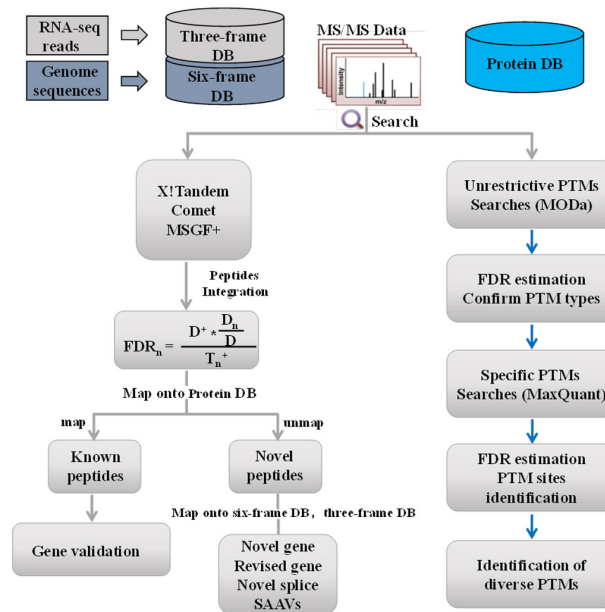 RNA-seq
reads
Three-frame
DB
Genome
sequences
Six-frame
DB
MS/MS Data
Intensity
m/z
Protein DB
Search
X!Tandem
Comet
MSGF+
Peptides
Integration
FDRn = D+ * Dn/D / Tn+
Map onto Protein DB
map
unmap
Known
peptides
Novel
peptides
Map onto six-frame DB, three-frame DB
Gene validation
Novel gene
Revised gene
Novel splice
SAAVs
Unrestrictive PTMs
Searches (MODa)
FDR estimation
Confirm PTM types
Specific PTMs
Searches (MaxQuant)
FDR estimation
PTM sites
identification
Identification of
diverse PTMs